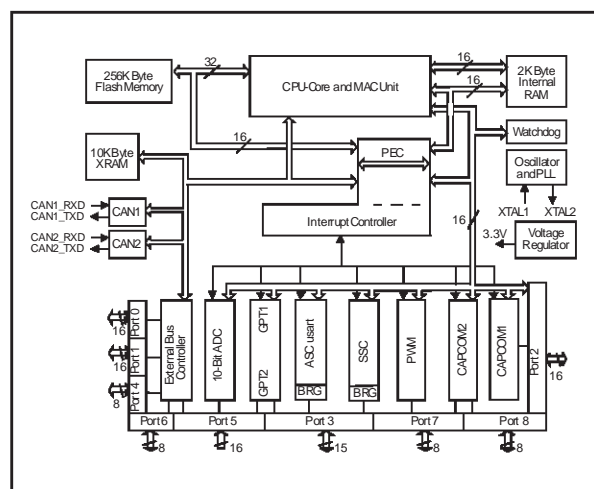 256K Byte
Flash Memory
32
CPU-Core and MAC Unit
16
16
2K Byte
Internal
RAM
Watchdog
16
PEC
10K Byte
XRAM
Oscillator
and PLL
XTAL1
XTAL2
CAN1_RXD
CAN1_TXD
CAN1
CAN2_RXD
CAN2_TXD
CAN2
Interrupt Controller
16
3.3V
Voltage
Regulator
Port 0
16
Port 1
16
Port 4
8
External Bus
Controller
10-Bit ADC
GPT1
GPT2
ASC usart
BRG
SSC
BRG
PWM
CAPCOM2
CAPCOM1
Port 2
16
Port 6
Port 5
Port 3
Port 7
Port 8
8
16
15
8
8